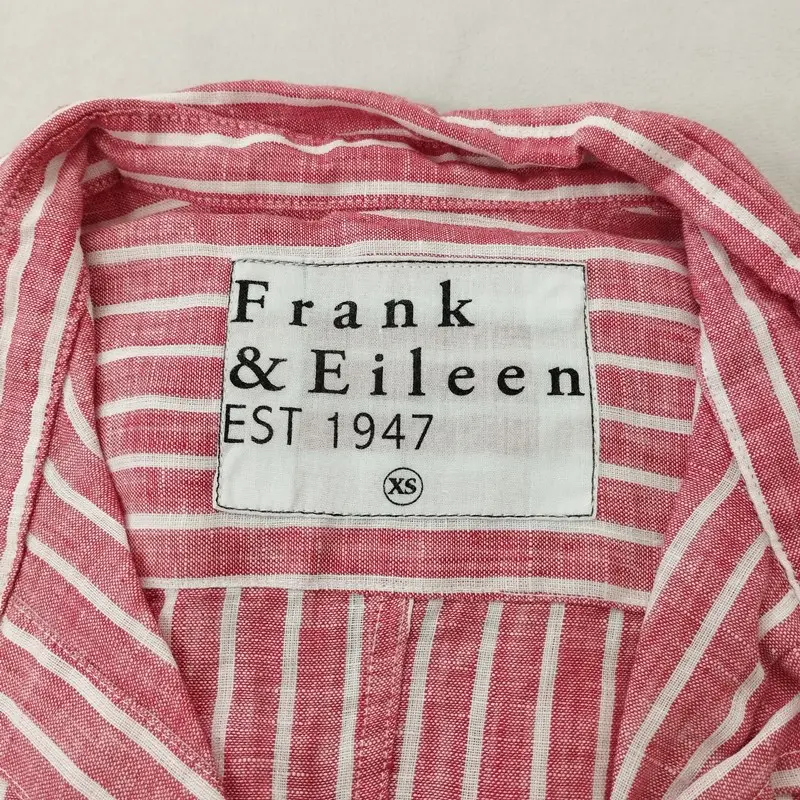 Frank
& Eileen
EST 1947
XS